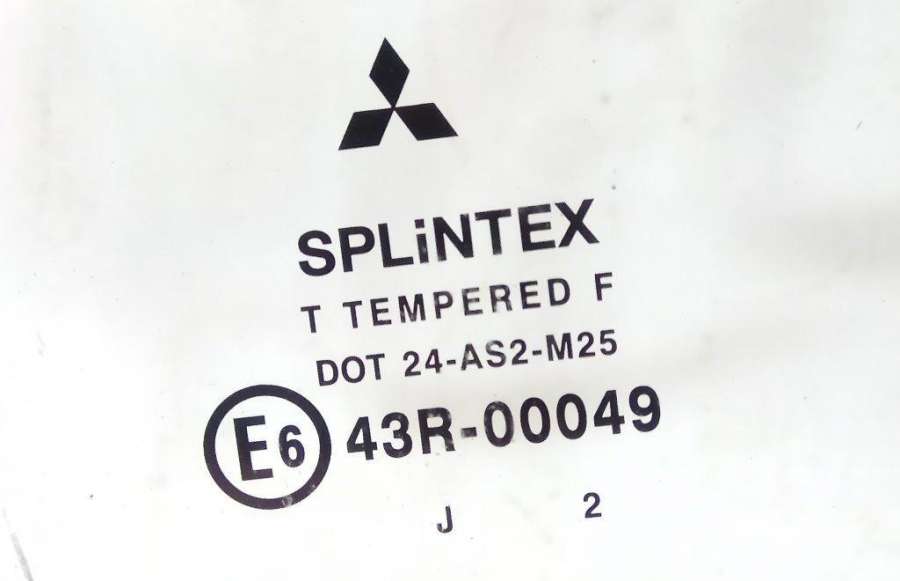 SPLiNTEX
T TEMPERED F
DOT 24-AS2-M25
E6 43R-00049
J 2